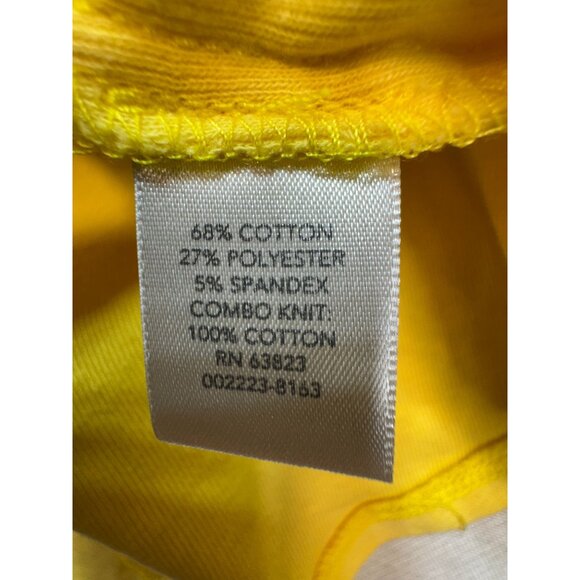 68% COTTON
27% POLYESTER
5% SPANDEX
COMBO KNIT:
100% COTTON
RN 63823
002223-8163